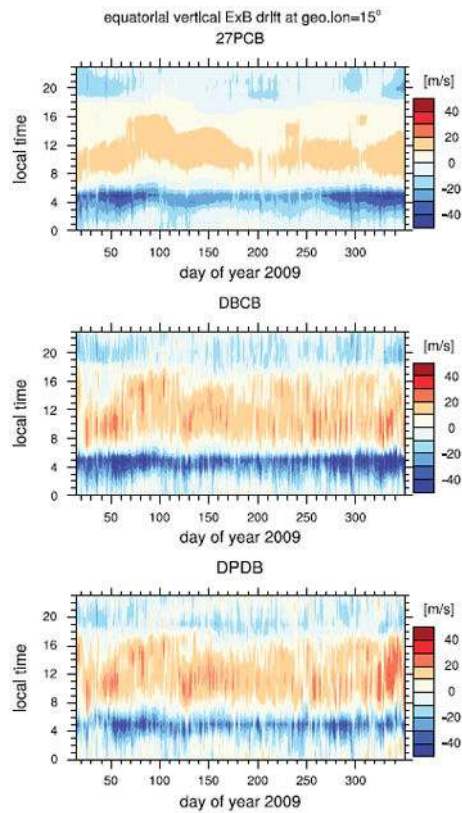 equatorial vertical ExB drift at geo.lon=15°
27PCB
[m/s]
20
16
12
8
4
0
local time
40
20
0
−20
−40
50 100 150 200 250 300
day of year 2009
DBCB
[m/s]
20
16
12
8
4
0
local time
40
20
0
−20
−40
50 100 150 200 250 300
day of year 2009
DPDB
[m/s]
20
16
12
8
4
0
local time
40
20
0
−20
−40
50 100 150 200 250 300
day of year 2009